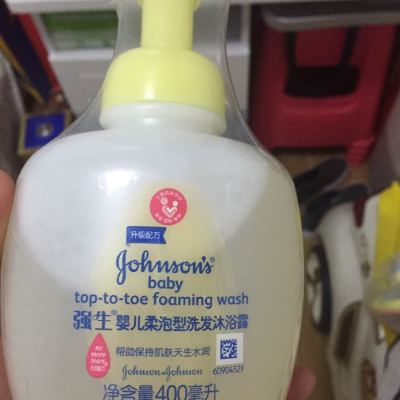 升级配方
Johnson's
baby
top-to-toe foaming wash
强生® 婴儿柔泡型洗发沐浴露
no more tears
帮助保持肌肤天生水润
Johnson & Johnson
60904529
净含量400毫升